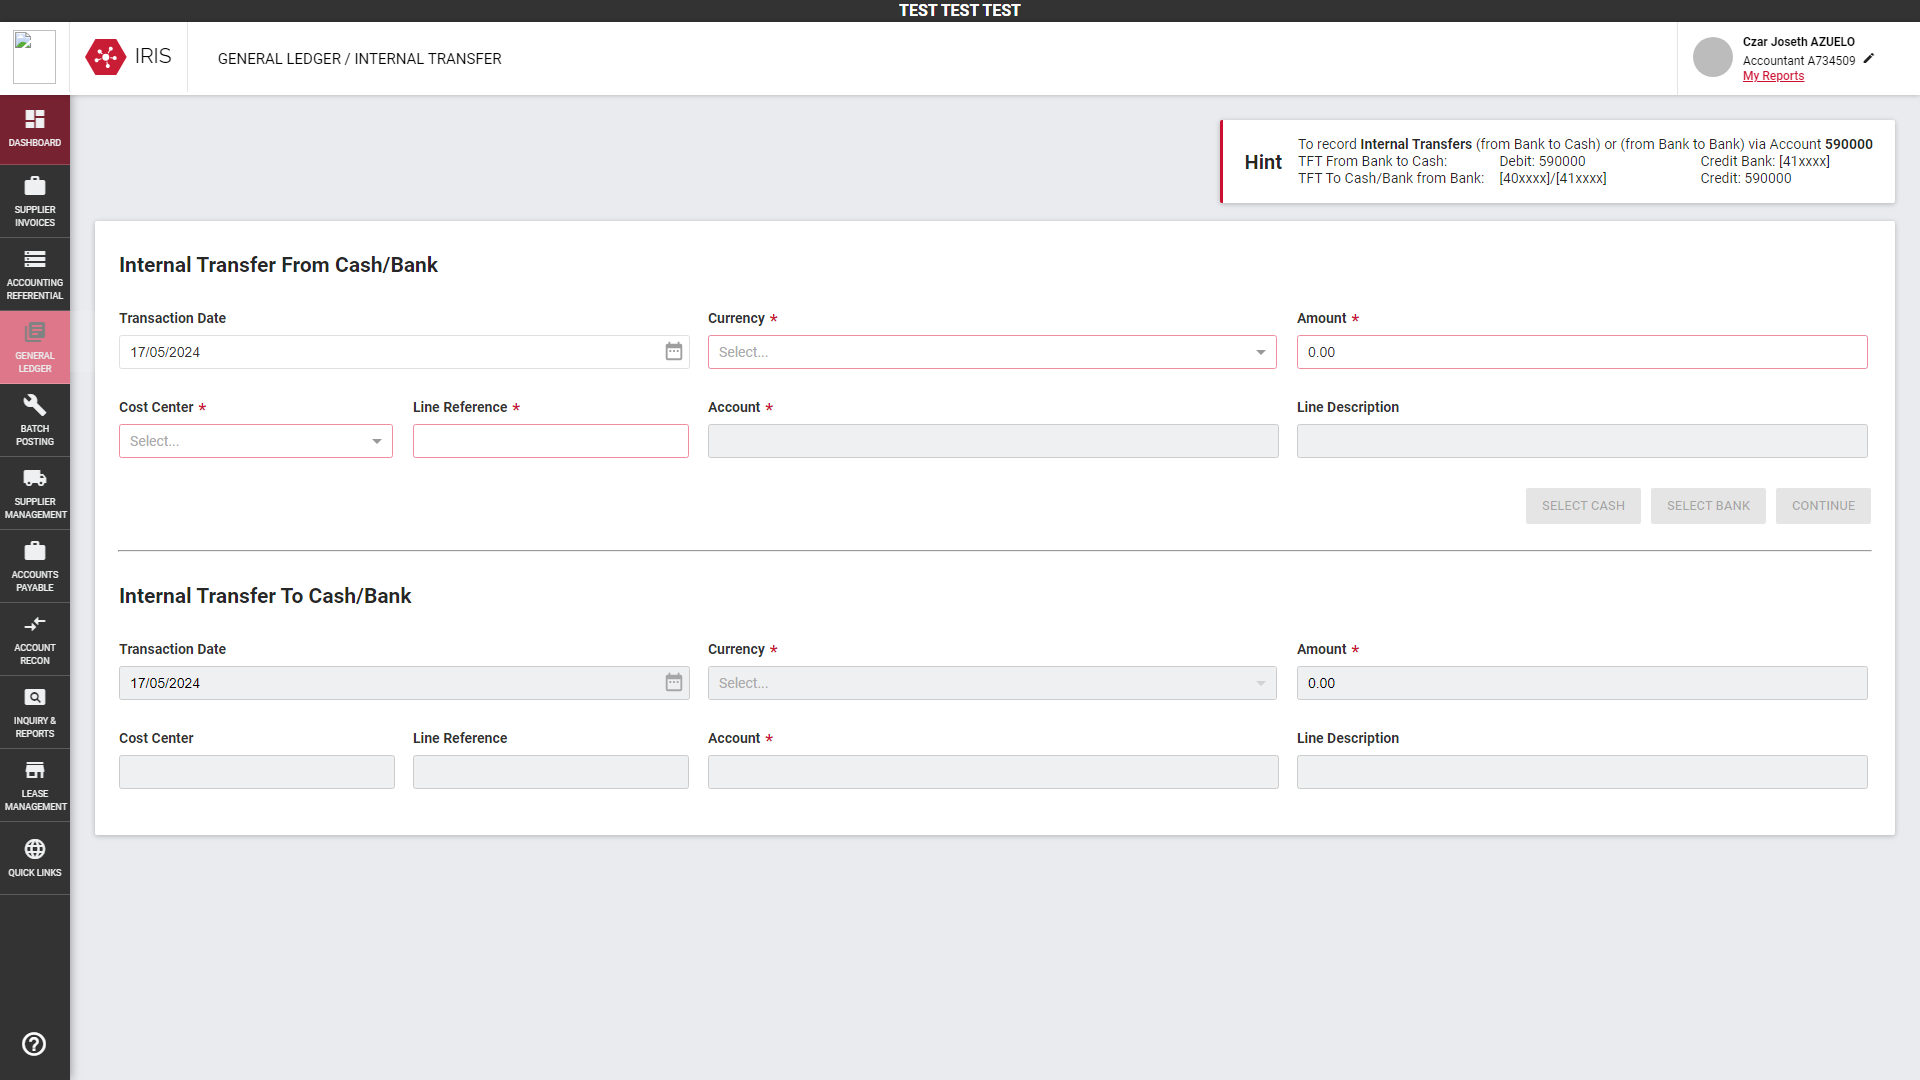 TEST TEST TEST
IRIS
GENERAL LEDGER / INTERNAL TRANSFER
Czar Joseth AZUELO
Accountant A734509
My Reports
DASHBOARD
SUPPLIER
INVOICES
ACCOUNTING
REFERENTIAL
GENERAL
LEDGER
BATCH
POSTING
SUPPLIER
MANAGEMENT
ACCOUNTS
PAYABLE
ACCOUNT
RECON
INQUIRY &
REPORTS
LEASE
MANAGEMENT
QUICK LINKS
Hint
To record Internal Transfers (from Bank to Cash) or (from Bank to Bank) via Account 590000
TFT From Bank to Cash: Debit: 590000 Credit Bank: [41xxxx]
TFT To Cash/Bank from Bank: [40xxxx]/[41xxxx] Credit: 590000
Internal Transfer From Cash/Bank
Transaction Date Currency * Amount *
17/05/2024 Select... 0.00
Cost Center * Line Reference * Account * Line Description
Select...
SELECT CASH SELECT BANK CONTINUE
Internal Transfer To Cash/Bank
Transaction Date Currency * Amount *
17/05/2024 Select... 0.00
Cost Center Line Reference Account * Line Description